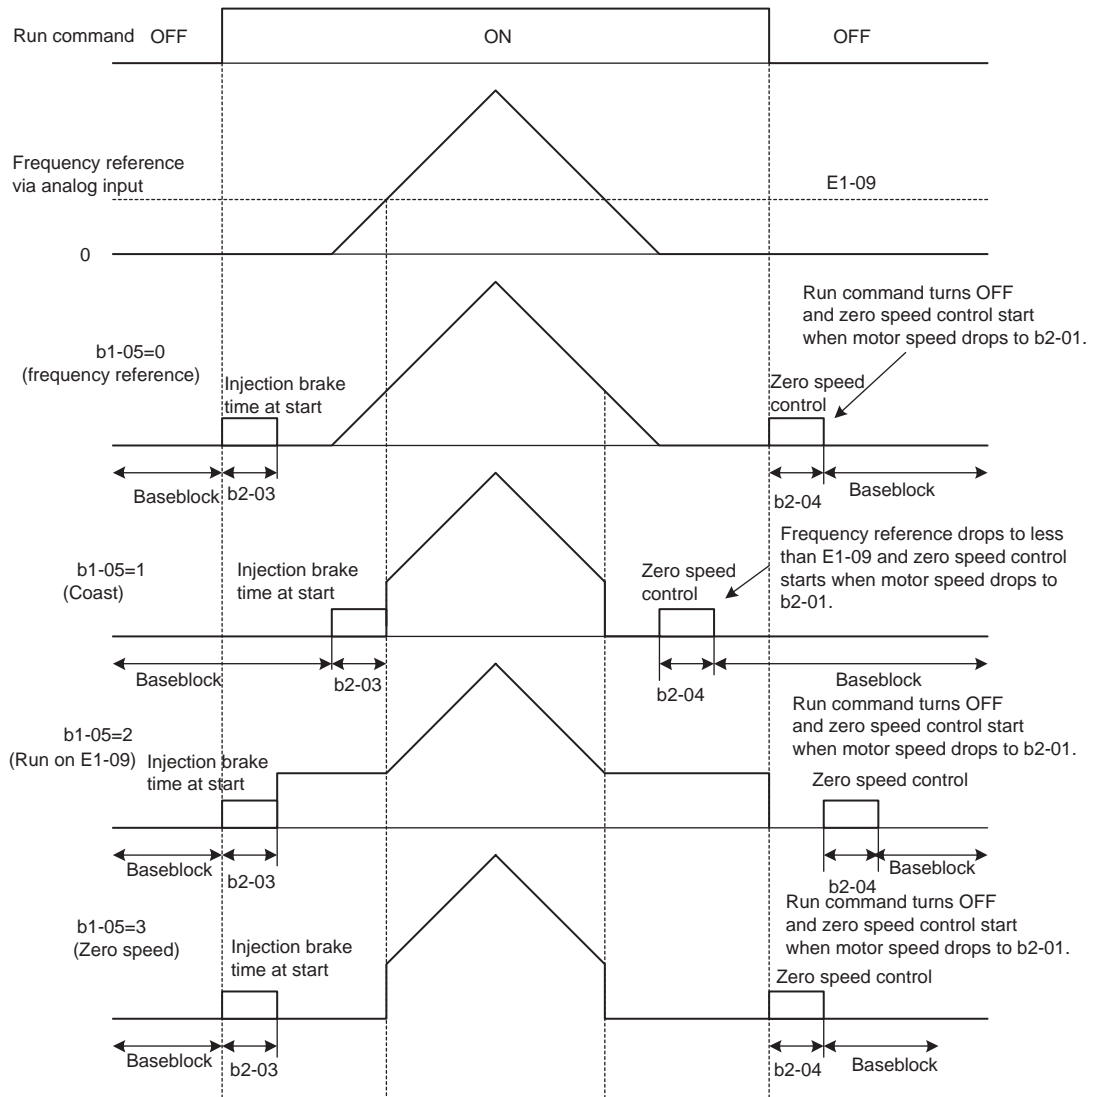 Run command OFF ON OFF
Frequency reference
via analog input
E1-09
0
Run command turns OFF
and zero speed control start
when motor speed drops to b2-01.
b1-05=0
(frequency reference)
Injection brake
time at start
Zero speed
control
Baseblock
b2-03
b2-04
Baseblock
Frequency reference drops to less
than E1-09 and zero speed control
starts when motor speed drops to
b2-01.
b1-05=1
(Coast)
Injection brake
time at start
Zero speed
control
Baseblock
b2-03
b2-04
Baseblock
Run command turns OFF
and zero speed control start
when motor speed drops to b2-01.
b1-05=2
(Run on E1-09)
Injection brake
time at start
Zero speed control
Baseblock
b2-03
b2-04
Baseblock
Run command turns OFF
and zero speed control start
when motor speed drops to b2-01.
b1-05=3
(Zero speed)
Injection brake
time at start
Zero speed control
Baseblock
b2-03
b2-04
Baseblock